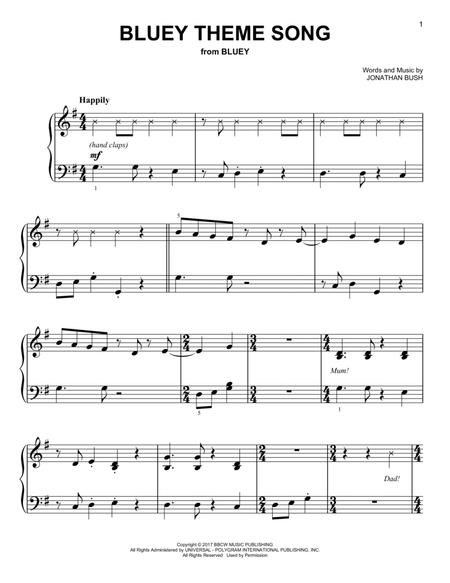 1
BLUEY THEME SONG
from BLUEY
Words and Music by
JONATHAN BUSH
Happily
(hand claps)
mf
1
5
5
Mum!
1
Dad!
Copyright © 2017 BBCW MUSIC PUBLISHING
All Rights Administered by UNIVERSAL - POLYGRAM INTERNATIONAL PUBLISHING, INC.
All Rights Reserved Used by Permission